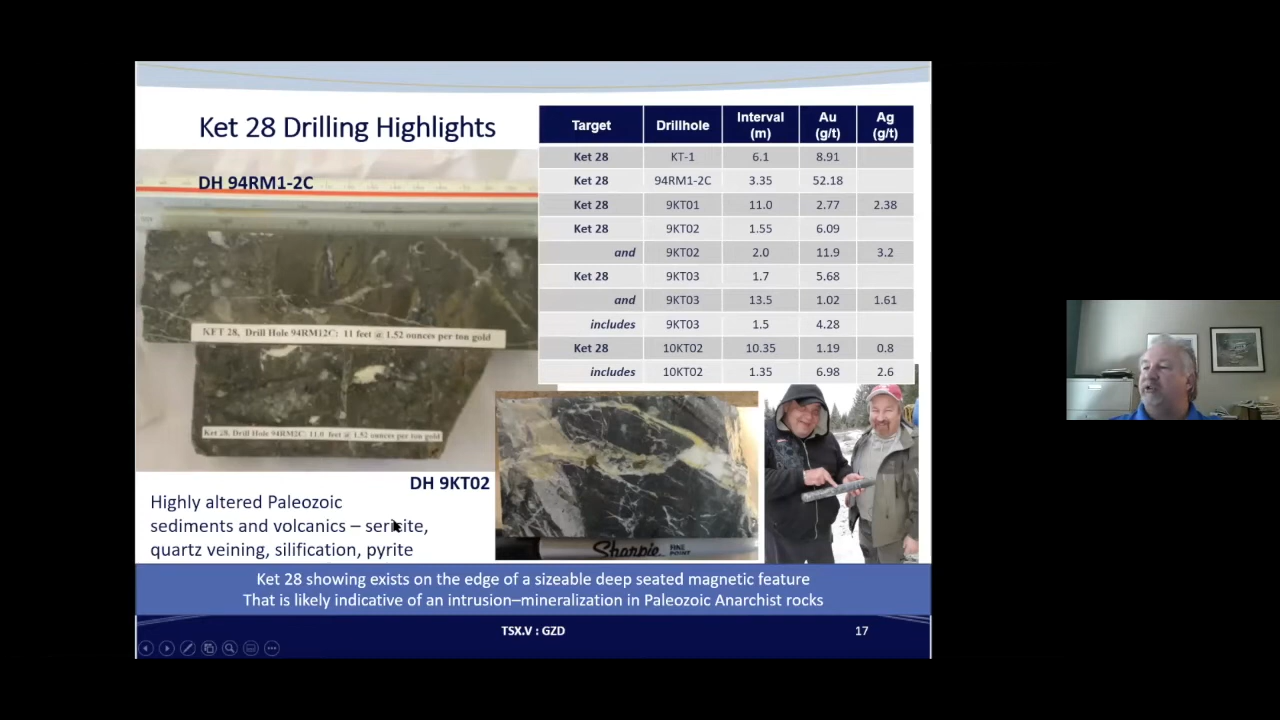 Ket 28 Drilling Highlights
DH 94RM1-2C
KET 28, Drill Hole 94RM12C: 11 feet @ 1.52 ounces per ton gold
Ket 28, Drill Hole 94RM2C: 11.0 feet @ 1.52 ounces per ton gold
Target Drillhole Interval (m) Au (g/t) Ag (g/t)
Ket 28 KT-1 6.1 8.91
Ket 28 94RM1-2C 3.35 52.18
Ket 28 9KT01 11.0 2.77 2.38
Ket 28 9KT02 1.55 6.09
and 9KT02 2.0 11.9 3.2
Ket 28 9KT03 1.7 5.68
and 9KT03 13.5 1.02 1.61
includes 9KT03 1.5 4.28
Ket 28 10KT02 10.35 1.19 0.8
includes 10KT02 1.35 6.98 2.6
DH 9KT02
Highly altered Paleozoic
sediments and volcanics – sericite,
quartz veining, silification, pyrite
Sharpie FINE POINT
Ket 28 showing exists on the edge of a sizeable deep seated magnetic feature
That is likely indicative of an intrusion–mineralization in Paleozoic Anarchist rocks
TSX.V : GZD
17